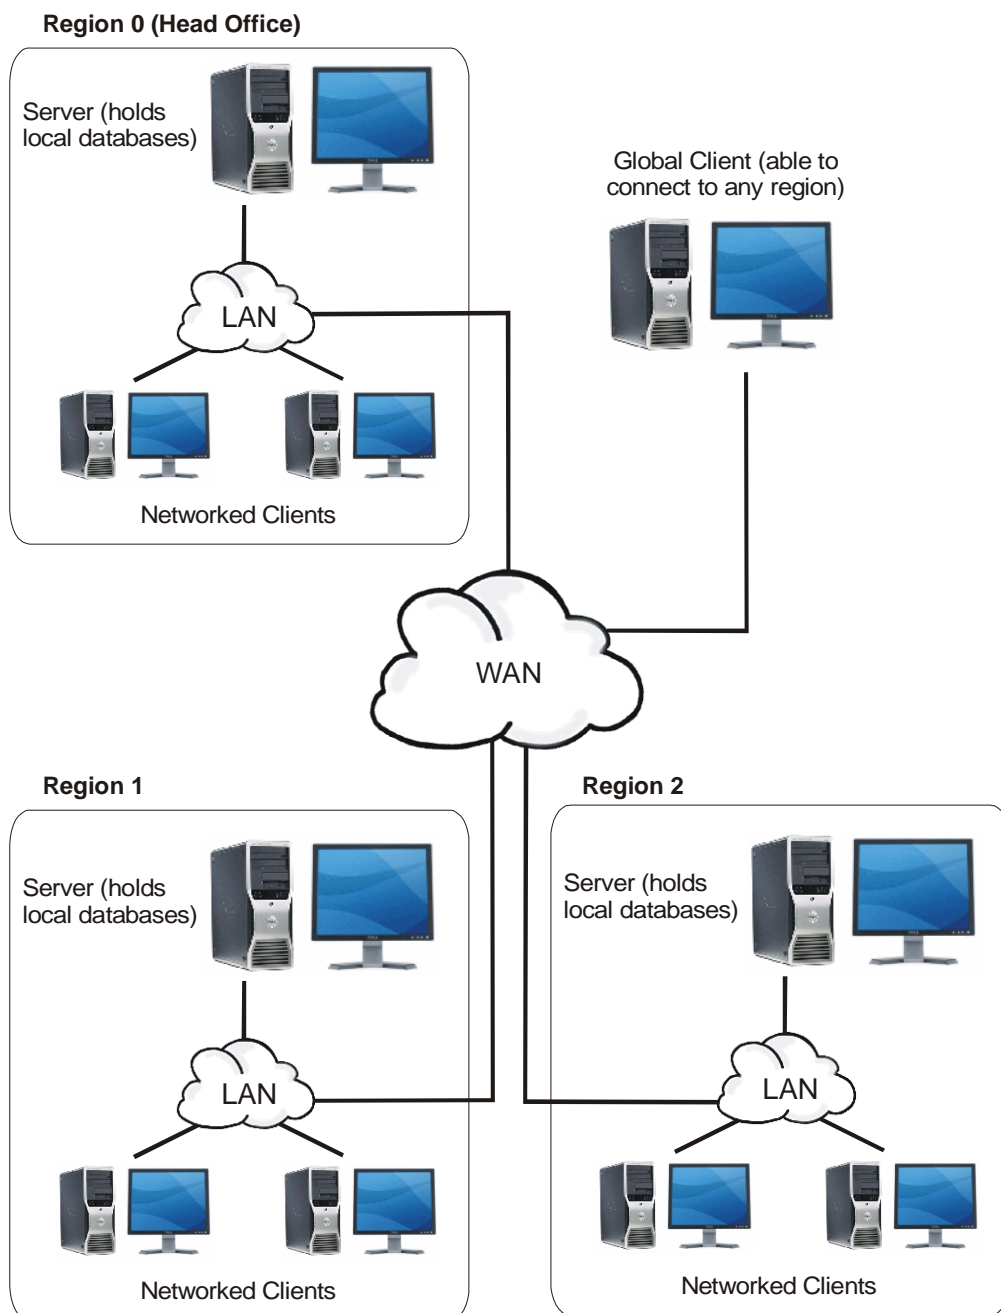 Region 0 (Head Office)
Server (holds
local databases)
LAN
Networked Clients
Global Client (able to
connect to any region)
WAN
Region 1
Server (holds
local databases)
LAN
Networked Clients
Region 2
Server (holds
local databases)
LAN
Networked Clients